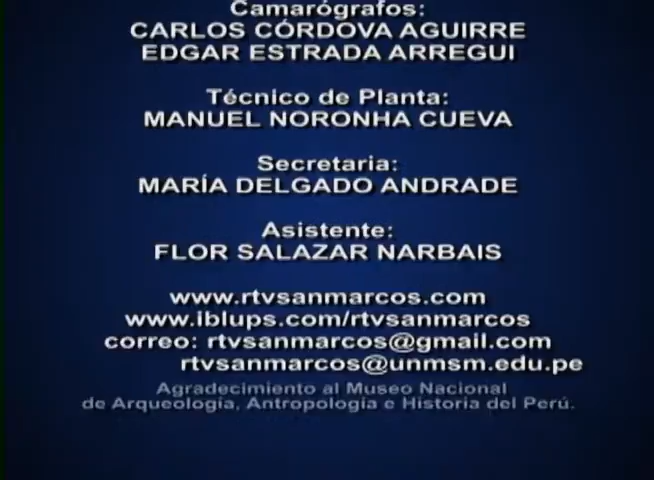 Camarógrafos:
CARLOS CÓRDOVA AGUIRRE
EDGAR ESTRADA ARREGUI
Técnico de Planta:
MANUEL NORONHA CUEVA
Secretaria:
MARÍA DELGADO ANDRADE
Asistente:
FLOR SALAZAR NARBAIS
www.rtvsanmarcos.com
www.iblups.com/rtvsanmarcos
correo: rtvsanmarcos@gmail.com
rtvsanmarcos@unmsm.edu.pe
Agradecimiento al Museo Nacional
de Arqueología, Antropología e Historia del Perú.